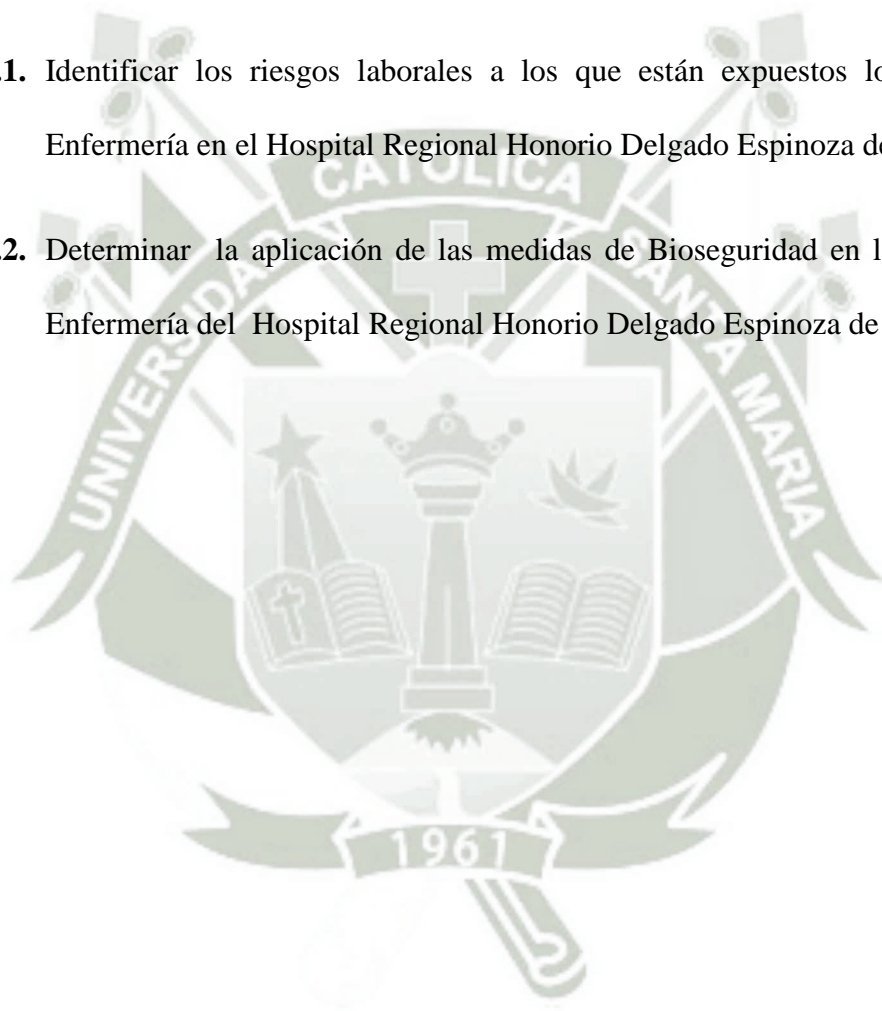 .1. Identificar los riesgos laborales a los que están expuestos lo
Enfermería en el Hospital Regional Honorio Delgado Espinoza de
.2. Determinar la aplicación de las medidas de Bioseguridad en l
Enfermería del Hospital Regional Honorio Delgado Espinoza de
UNIVERSIDAD CATOLICA SANTA MARIA
1961